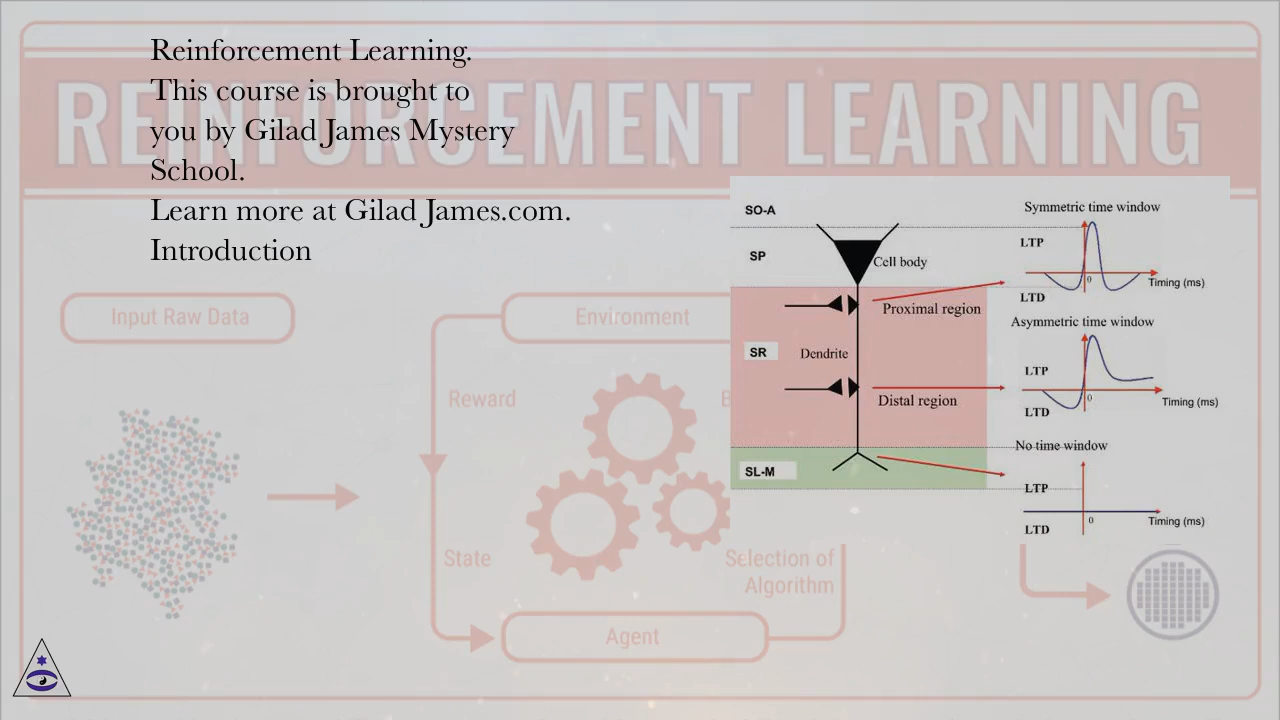 Reinforcement Learning.
This course is brought to
you by Gilad James Mystery
School.
Learn more at Gilad James.com.
Introduction
REINFORCEMENT LEARNING
Input Raw Data
Environment
Reward
State
Selection of
Algorithm
Agent
SO-A
SP
Cell body
Proximal region
SR
Dendrite
Distal region
SL-M
Symmetric time window
LTP
0
Timing (ms)
LTD
Asymmetric time window
LTP
0
Timing (ms)
LTD
No time window
LTP
0
Timing (ms)
LTD